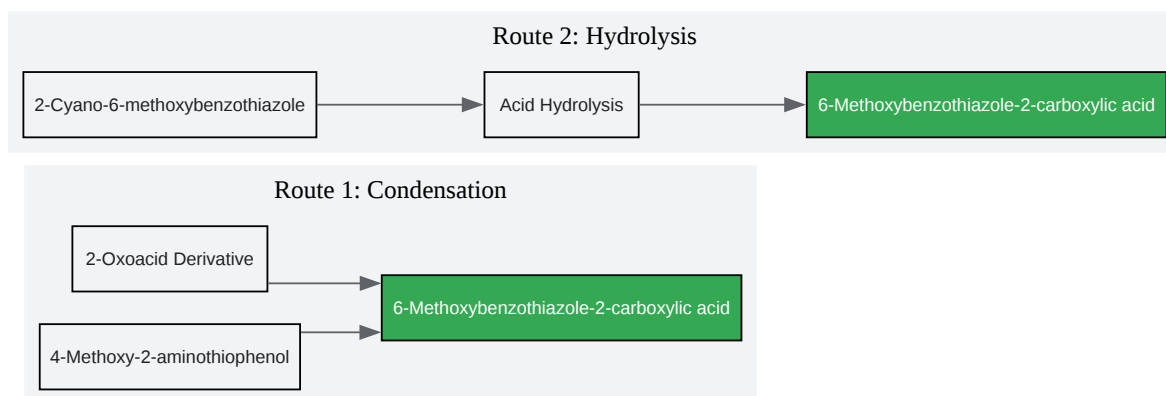 Route 2: Hydrolysis
2-Cyano-6-methoxybenzothiazole
Acid Hydrolysis
6-Methoxybenzothiazole-2-carboxylic acid
Route 1: Condensation
2-Oxoacid Derivative
6-Methoxybenzothiazole-2-carboxylic acid
4-Methoxy-2-aminothiophenol